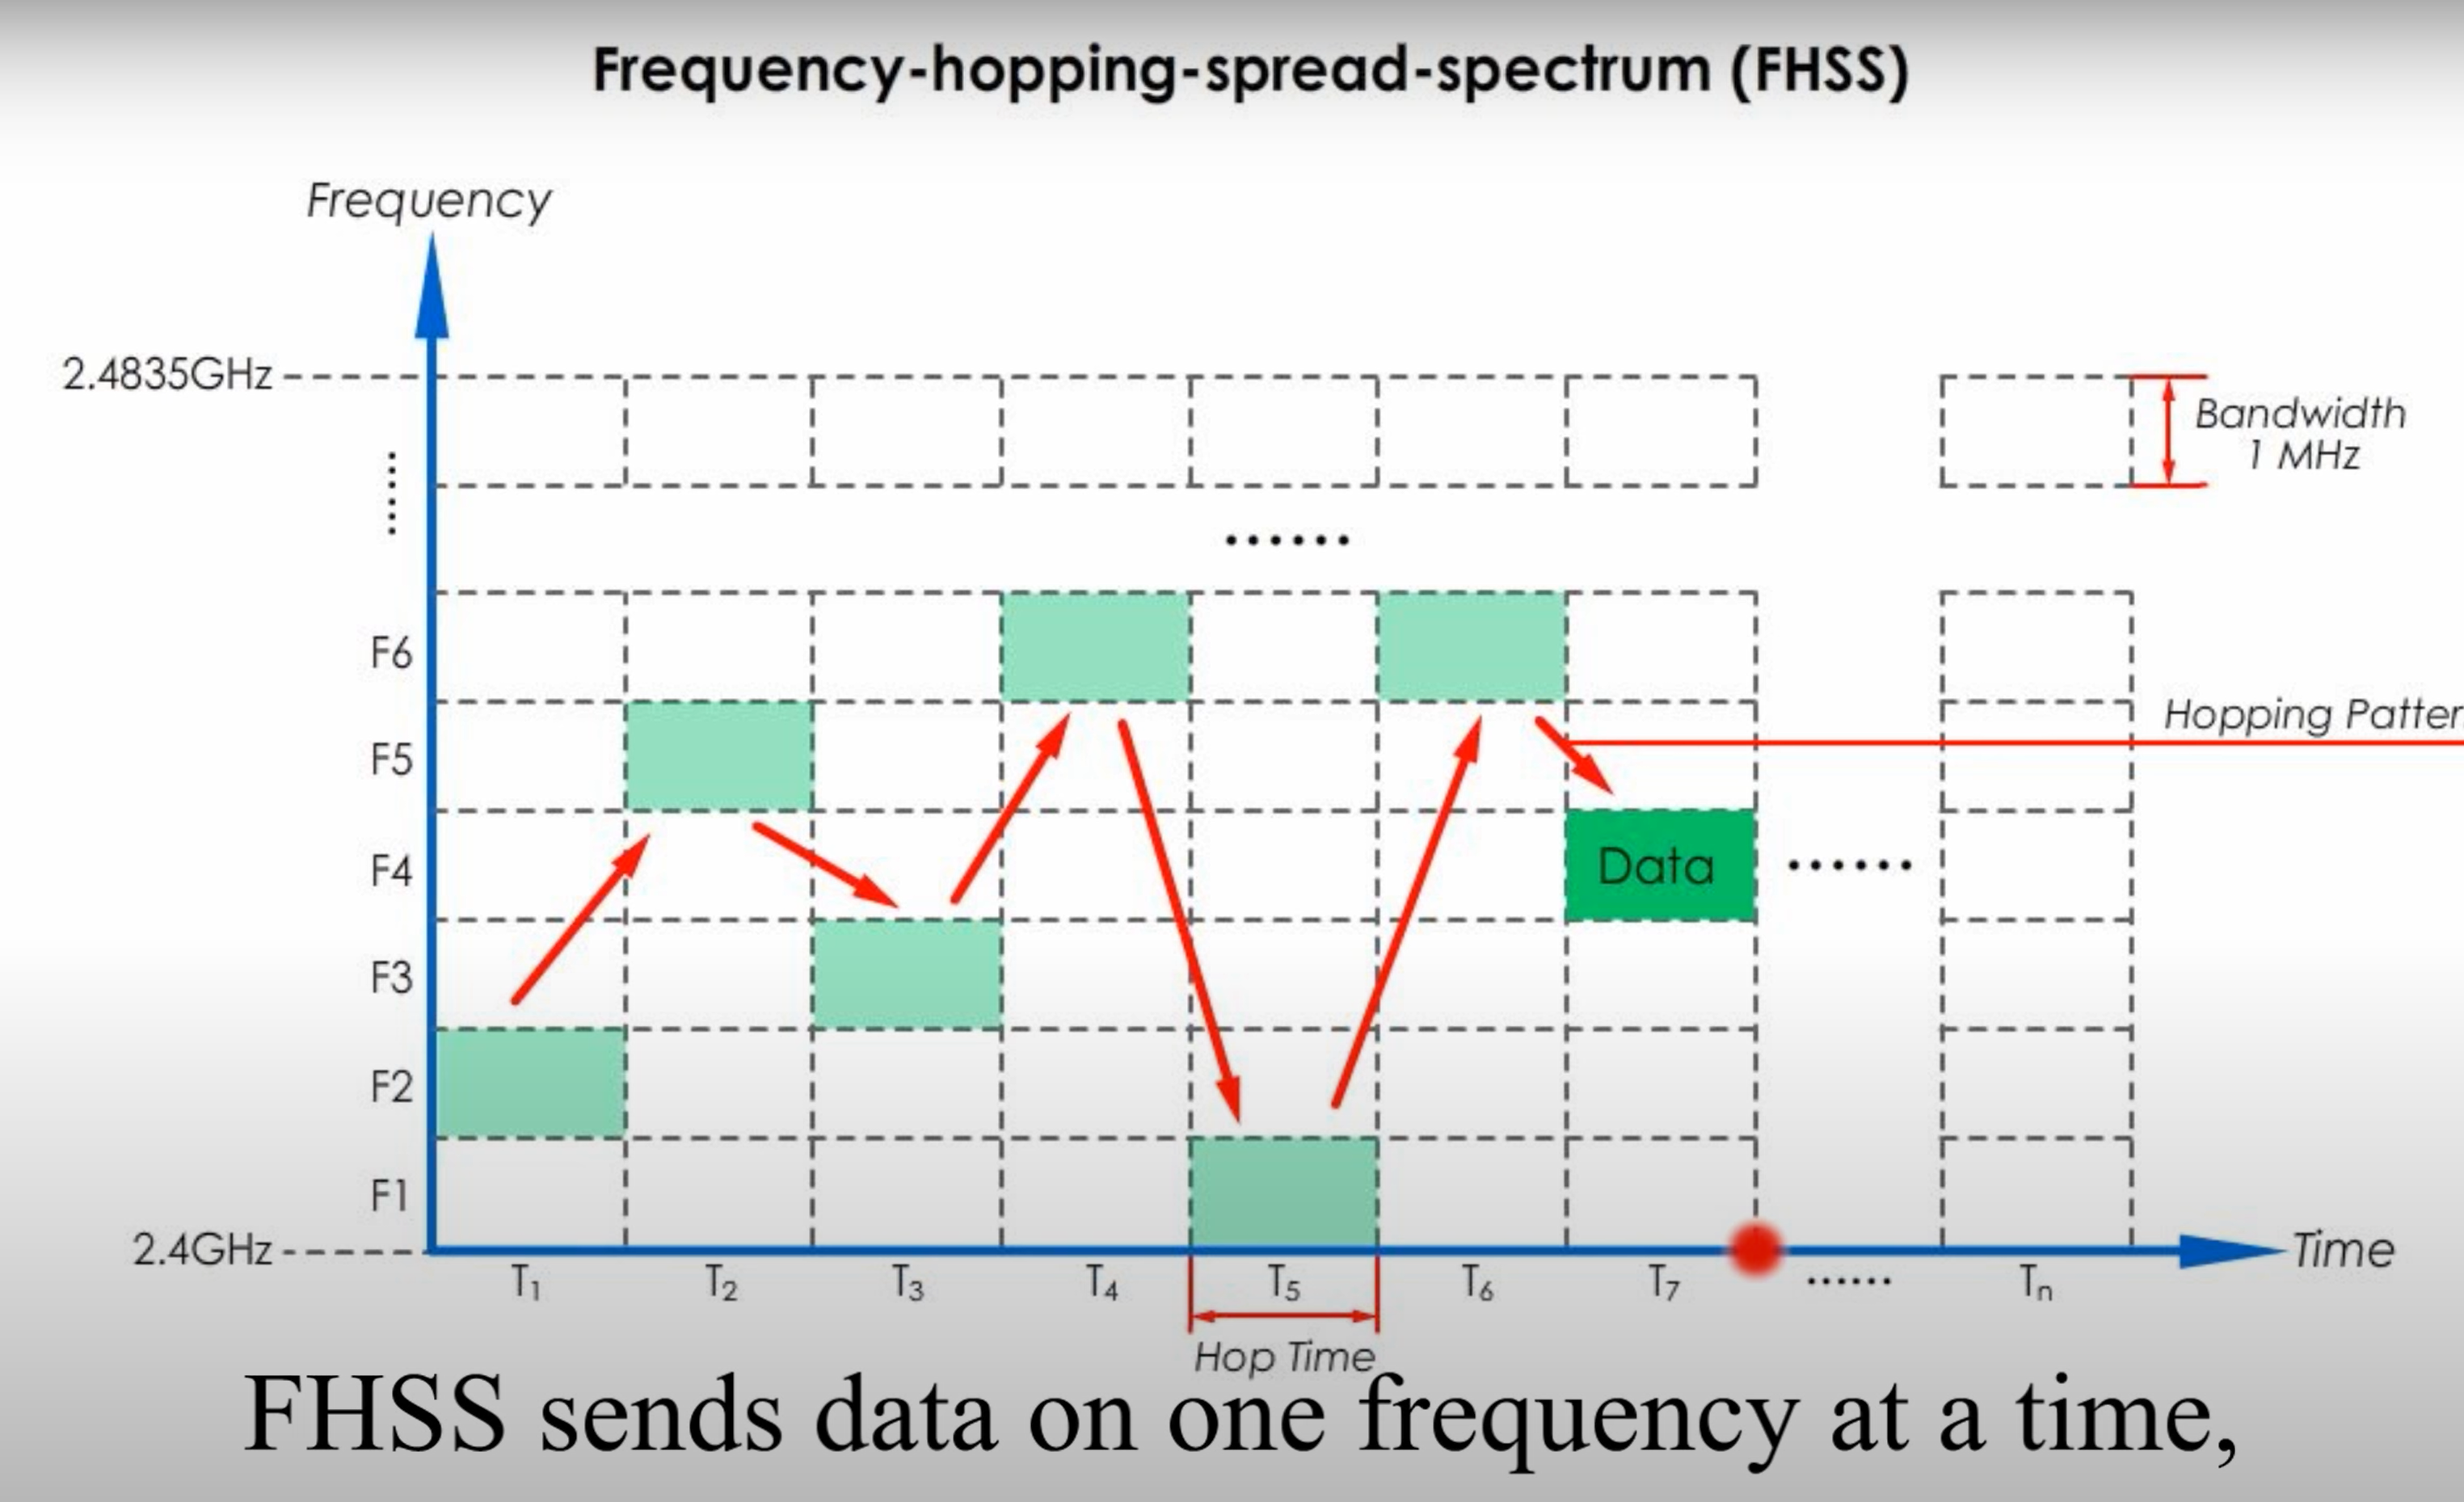 Frequency-hopping-spread-spectrum (FHSS)
Frequency
2.4835GHz
Bandwidth
1 MHz
F6
Hopping
F5
Data
F4
F3
F2
F1
2.4GHz
Time
T1 T2 T3 T4 T5 T6 T7 ...... Tn
Hop Time
FHSS sends data on one frequency at a time,